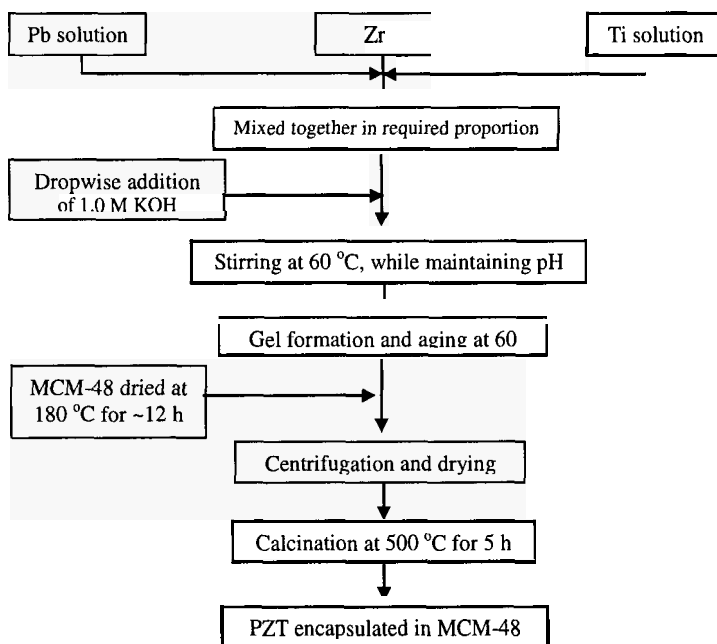 Pb solution
Zr
Ti solution
Mixed together in required proportion
Dropwise addition
of 1.0 M KOH
Stirring at 60 °C, while maintaining pH
Gel formation and aging at 60
MCM-48 dried at
180 °C for ~12 h
Centrifugation and drying
Calcination at 500 °C for 5 h
PZT encapsulated in MCM-48